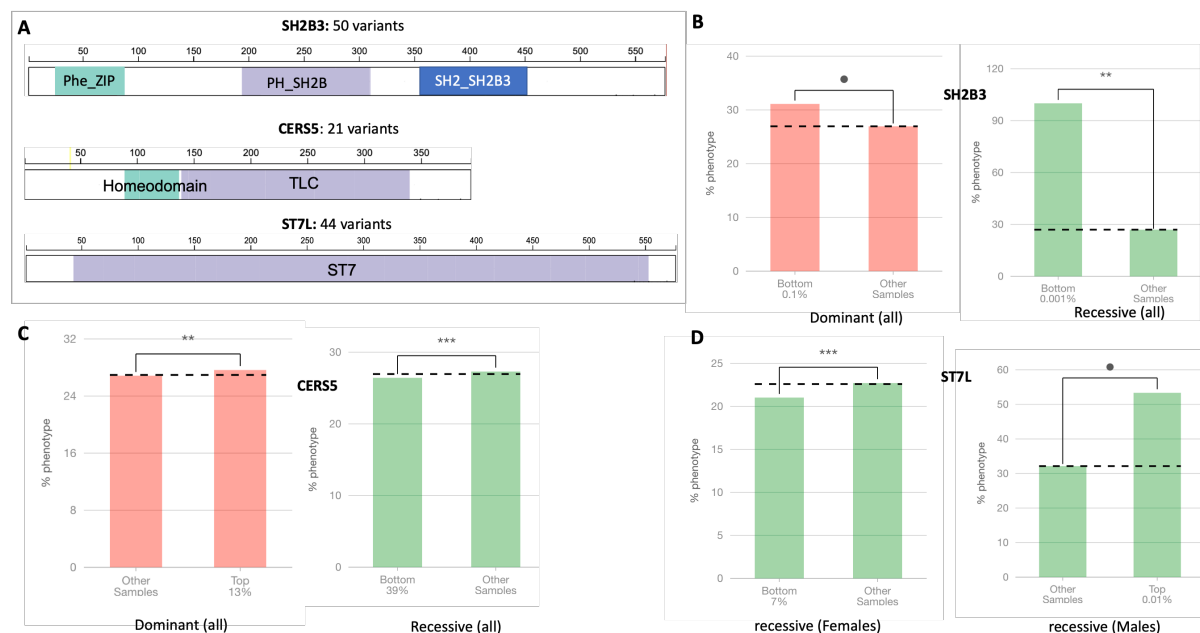 A
SH2B3: 50 variants
50 100 150 200 250 300 350 400 450 500 550
Phe_ZIP PH_SH2B SH2_SH2B3
CERS5: 21 variants
50 100 150 200 250 300 350
Homeodomain TLC
ST7L: 44 variants
50 100 150 200 250 300 350 400 450 500 550
ST7
B
SH2B3
% phenotype
40
30
20
10
0
Bottom
0.1%
Other
Samples
Dominant (all)
% phenotype
120
90
60
30
0
**
Bottom
0.001%
Other
Samples
Recessive (all)
C
CERS5
% phenotype
32
24
16
8
0
**
Other
Samples
Top
13%
Dominant (all)
% phenotype
30
20
10
0
***
Bottom
39%
Other
Samples
Recessive (all)
D
ST7L
% phenotype
25
20
15
10
5
0
***
Bottom
7%
Other
Samples
recessive (Females)
% phenotype
60
50
40
30
20
10
0
Other
Samples
Top
0.01%
recessive (Males)